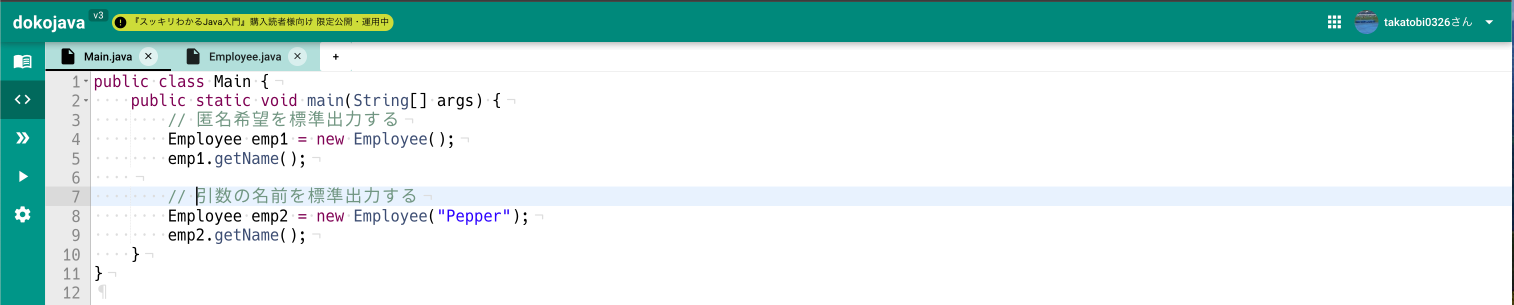 dokojava v3 『スッキリわかるJava入門』購入読者様向け 限定公開・運用中 takatobi0326さん
Main.java Employee.java +
1 public class Main {
2 public static void main(String[] args) {
3 // 匿名希望を標準出力する
4 Employee emp1 = new Employee();
5 emp1.getName();
6
7 // 引数の名前を標準出力する
8 Employee emp2 = new Employee("Pepper");
9 emp2.getName();
10 }
11 }
12